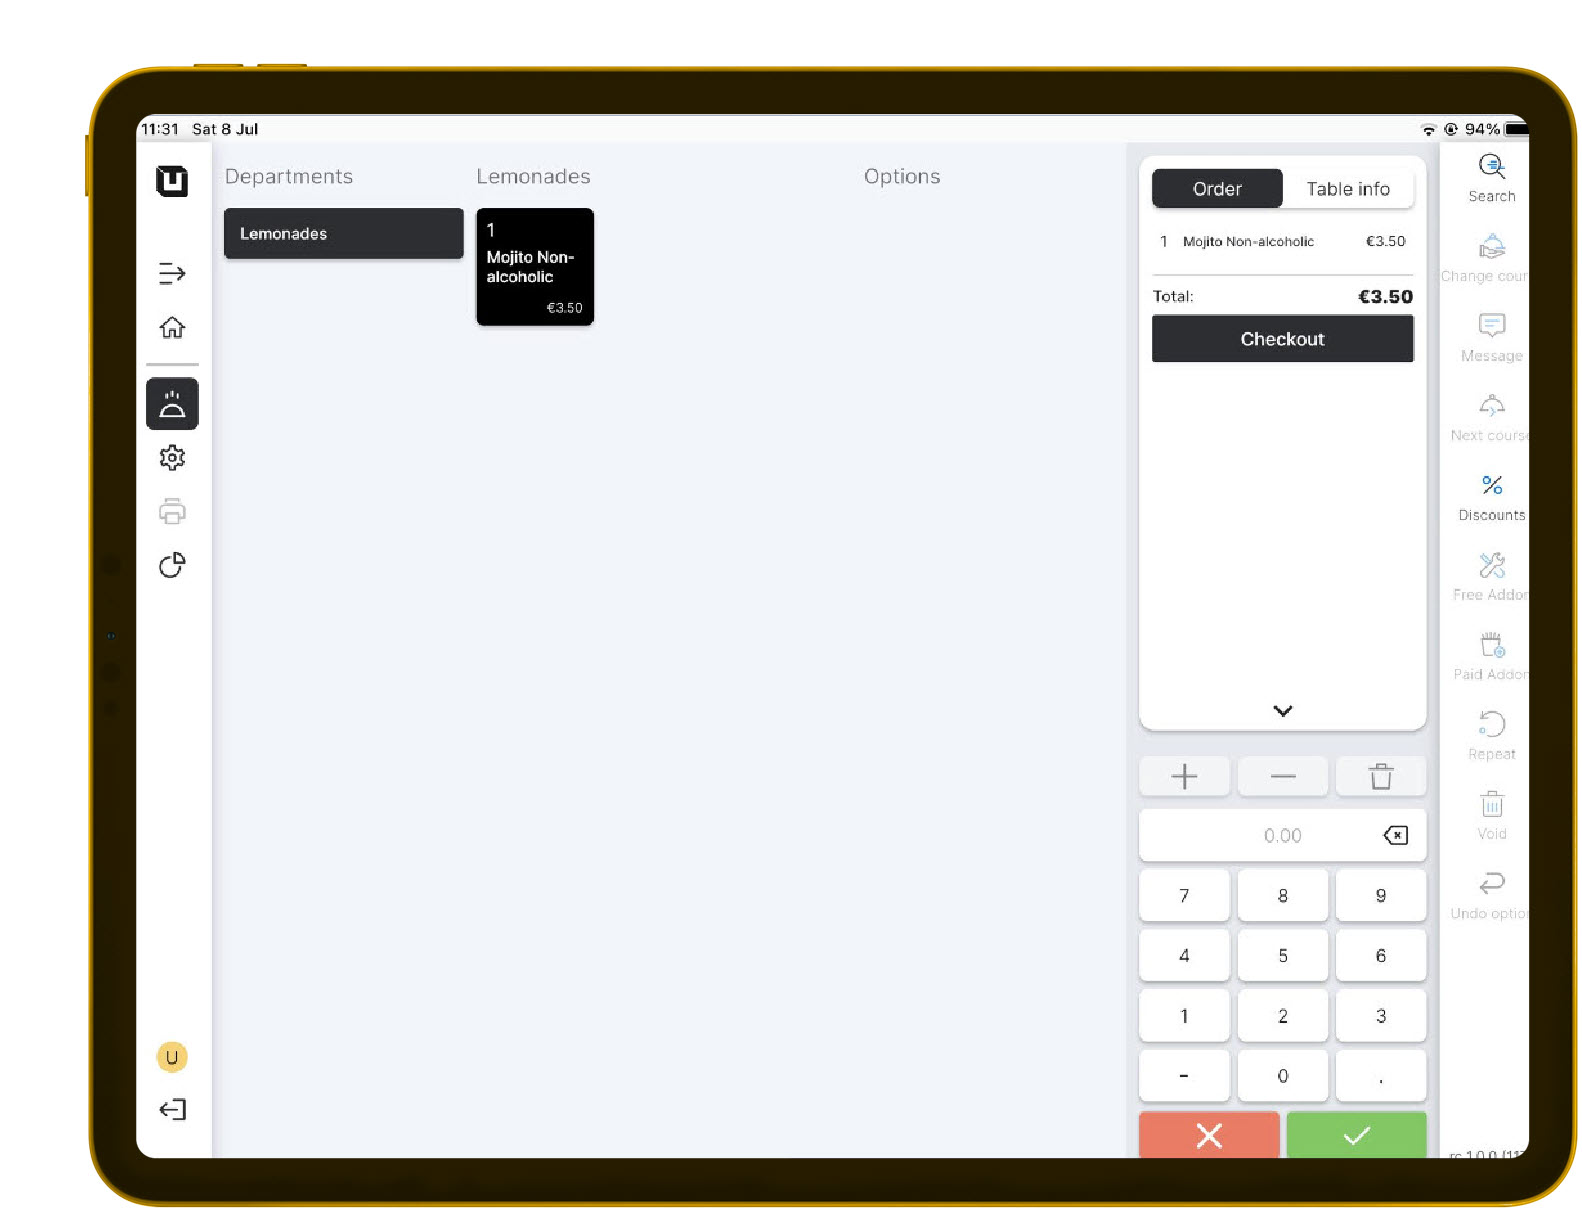 11:31 Sat 8 Jul
94%
Departments
Lemonades
Lemonades
1
Mojito Non-
alcoholic
€3.50
Options
Order
Table info
1 Mojito Non-alcoholic €3.50
Total: €3.50
Checkout
0.00
7 8 9
4 5 6
1 2 3
- 0 .
Search
Change cour
Message
Next course
Discounts
Free Addon
Paid Addon
Repeat
Void
Undo option
U